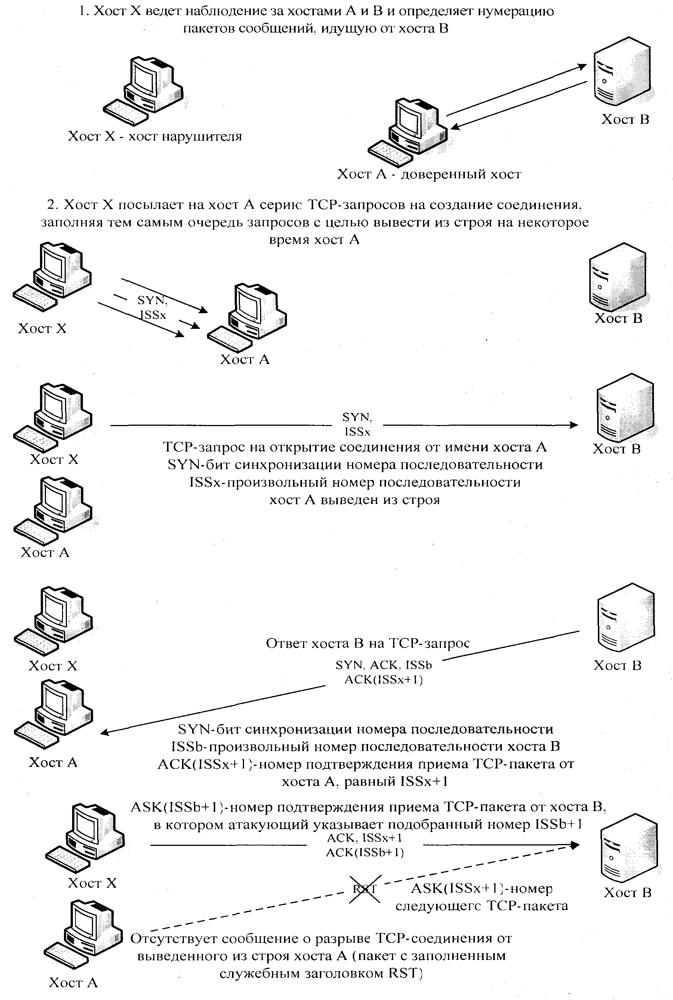 1. Хост X ведет наблюдение за хостами А и В и определяет нумерацию
пакетов сообщений, идущую от хоста В
Хост В
Хост X - хост нарушителя
Хост А - доверенный хост
2. Хост X посылает на хост А серию TCP-запросов на создание соединения,
заполняя тем самым очередь запросов с целью вывести из строя на некоторое
время хост А
SYN,
ISSx
Хост В
Хост X
Хост А
SYN,
ISSx
TCP-запрос на открытие соединения от имени хоста А
Хост В
Хост X
SYN-бит синхронизации номера последовательности
ISSx-произвольный номер последовательности
хост А выведен из строя
Хост А
Ответ хоста В на TCP-запрос
SYN, ACK, ISSb
Хост X
Хост В
ACK(ISSx+1)
SYN-бит синхронизации номера последовательности
ISSb-произвольный номер последовательности хоста В
Хост А
ACK(ISSx+1)-номер подтверждения приема TCP-пакета от
хоста А, равный ISSx+1
ASK(ISSb+1)-номер подтверждения приема TCP-пакета от хоста В,
в котором атакующий указывает подобранный номер ISSb+1
ACK, ISSx+1
ACK(ISSb+1)
Хост X
RST
ASK(ISSx+1)-номер
следующегс TCP-пакета
Хост В
Отсутствует сообщение о разрыве TCP-соединения от
выведенного из строя хоста А (пакет с заполненным
служебным заголовком RST)
Хост А